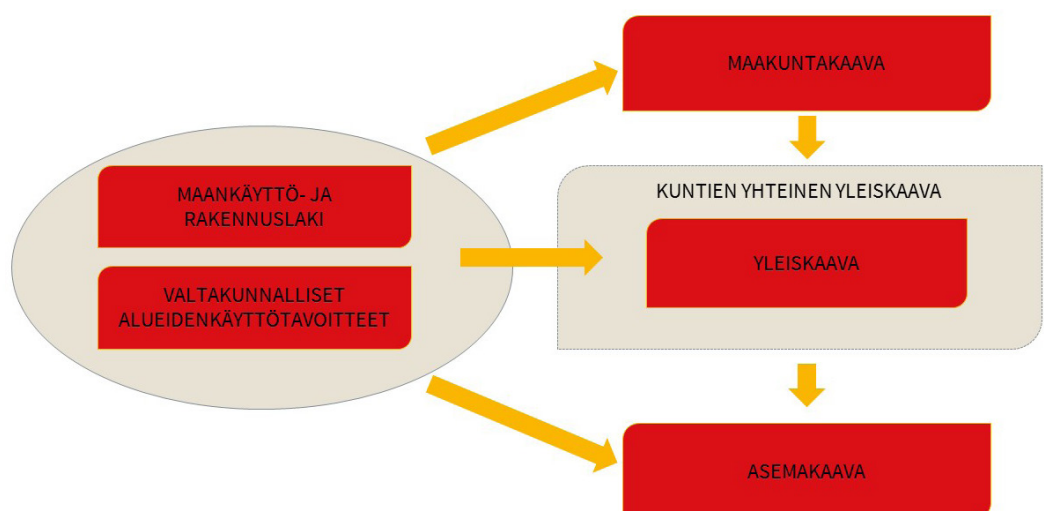 MAAKUNTAKAAVA
MAANKÄYTTÖ- JA
RAKENNUSLAKI
VALTAKUNNALLISET
ALUEIDENKÄYTTÖTAVOITTEET
KUNTIEN YHTEINEN YLEISKAAVA
YLEISKAAVA
ASEMAKAAVA